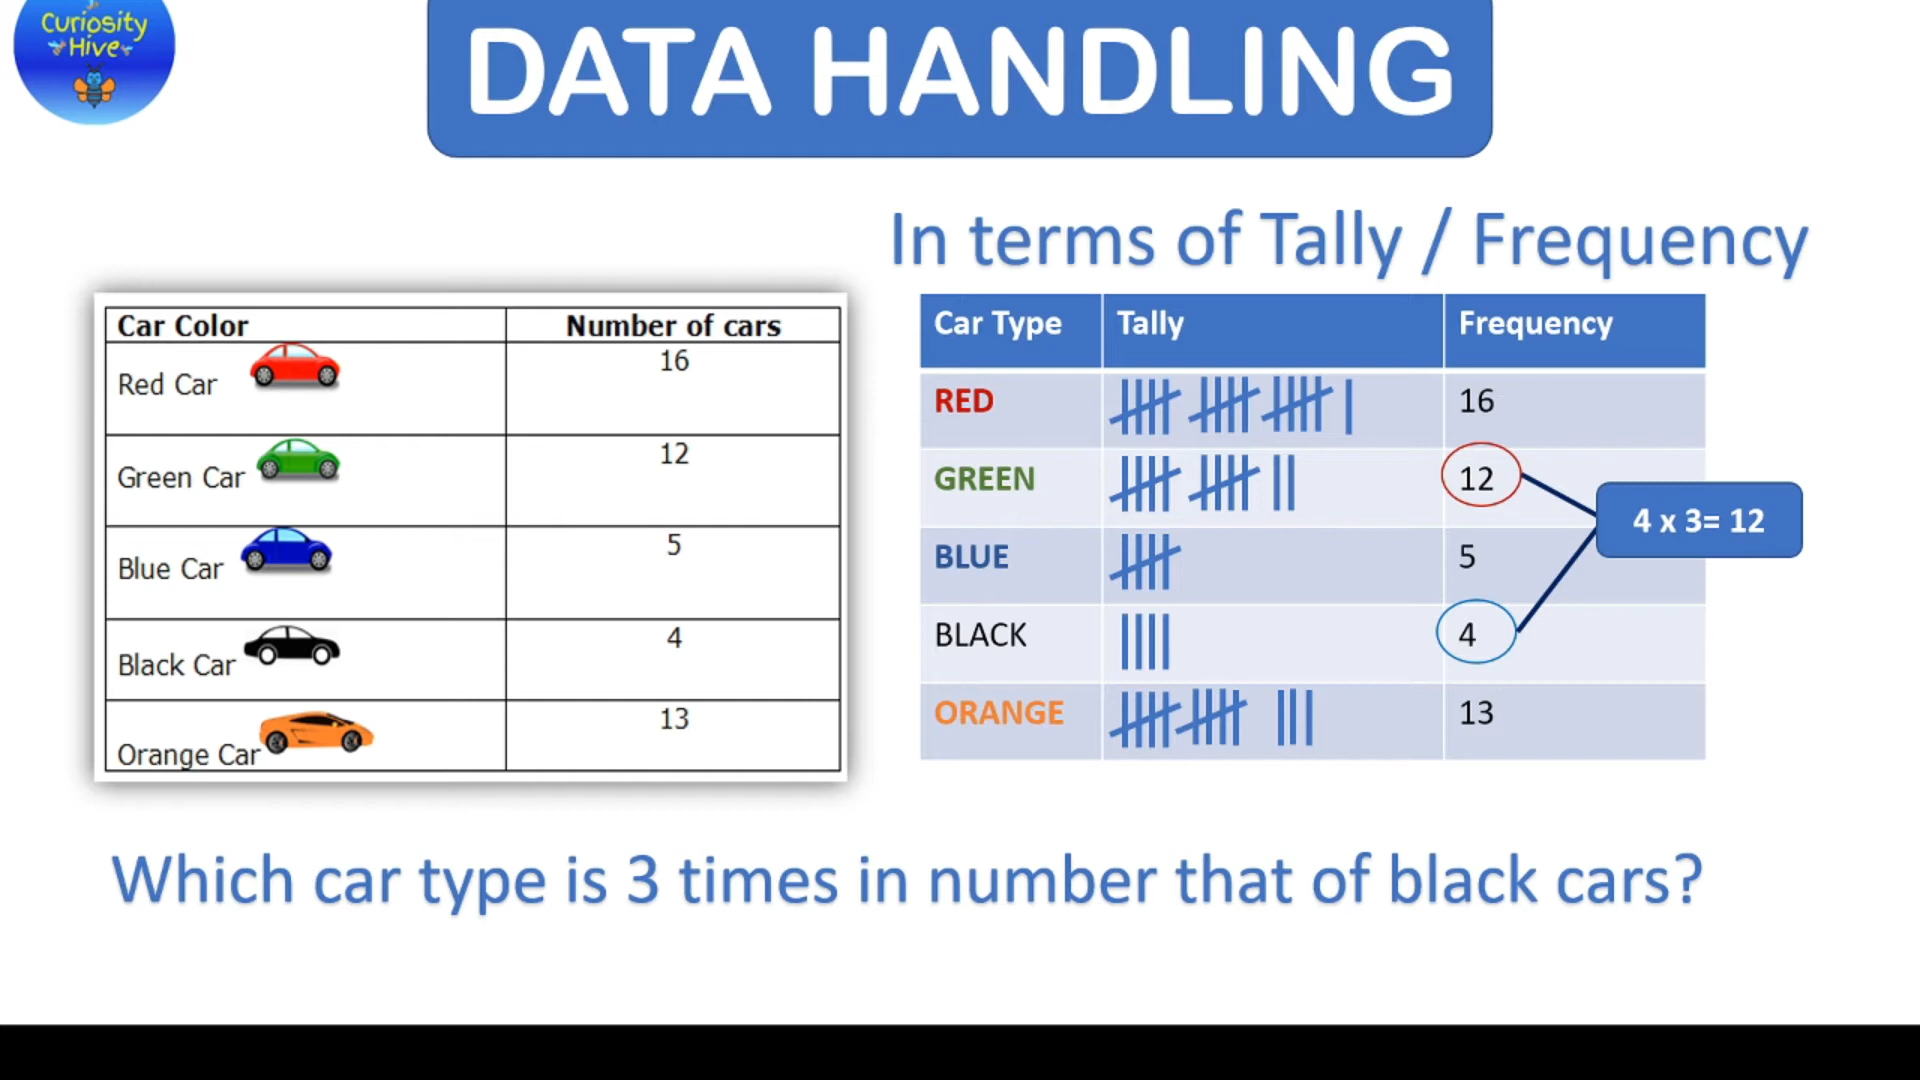 Curiosity
Hive
DATA HANDLING
In terms of Tally / Frequency
Car Color Number of cars
Red Car 16
Green Car 12
Blue Car 5
Black Car 4
Orange Car 13
Car Type Tally Frequency
RED 16
GREEN 12
BLUE 5
BLACK 4
ORANGE 13
4 x 3= 12
Which car type is 3 times in number that of black cars?